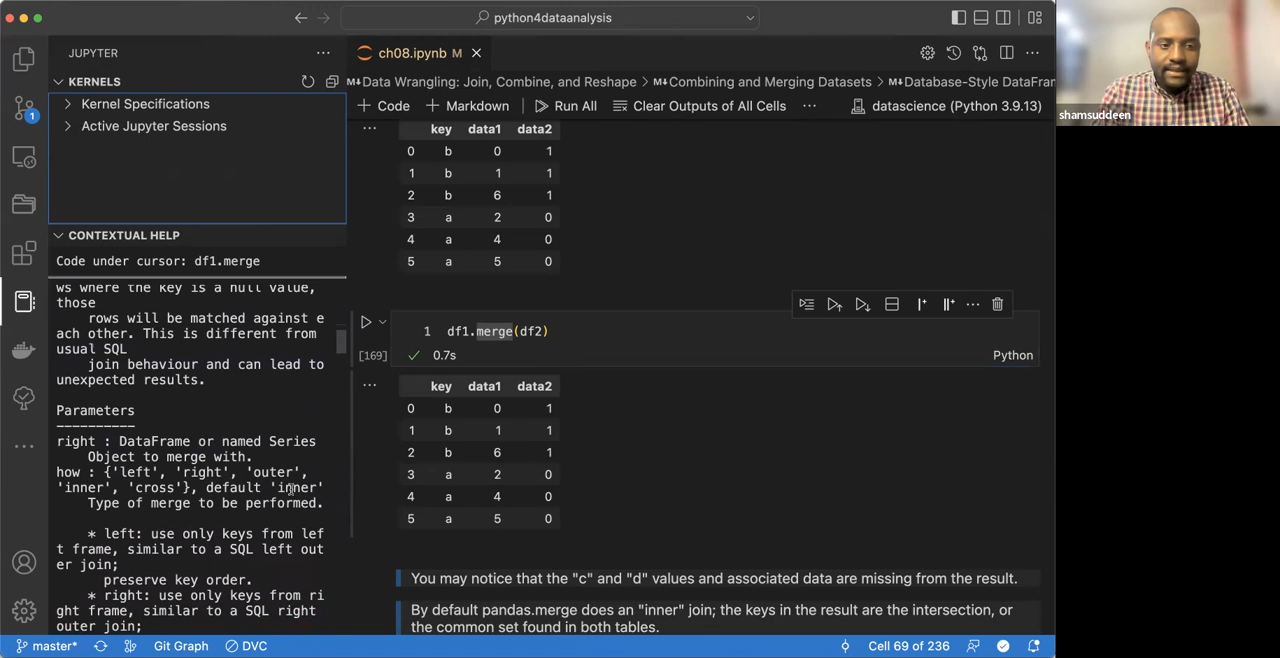 python4dataanalysis
JUPYTER
ch08.ipynb M
KERNELS
M↓Data Wrangling: Join, Combine, and Reshape > M↓Combining and Merging Datasets > M↓Database-Style DataFrar
Kernel Specifications
Active Jupyter Sessions
Code
Markdown
Run All
Clear Outputs of All Cells
datascience (Python 3.9.13)
key data1 data2
0 b 0 1
1 b 1 1
2 b 6 1
3 a 2 0
4 a 4 0
5 a 5 0
1
CONTEXTUAL HELP
Code under cursor: df1.merge
ws where the key is a null value,
those
rows will be matched against e
ach other. This is different from
usual SQL
join behaviour and can lead to
unexpected results.
Parameters
----------
right : DataFrame or named Series
Object to merge with.
how : {'left', 'right', 'outer',
'inner', 'cross'}, default 'inner'
Type of merge to be performed.
* left: use only keys from lef
t frame, similar to a SQL left out
er join;
preserve key order.
* right: use only keys from ri
ght frame, similar to a SQL right
outer join;
1 df1.merge(df2)
[169] 0.7s Python
key data1 data2
0 b 0 1
1 b 1 1
2 b 6 1
3 a 2 0
4 a 4 0
5 a 5 0
You may notice that the "c" and "d" values and associated data are missing from the result.
By default pandas.merge does an "inner" join; the keys in the result are the intersection, or
the common set found in both tables.
master* Git Graph DVC Cell 69 of 236
shamsuddeen